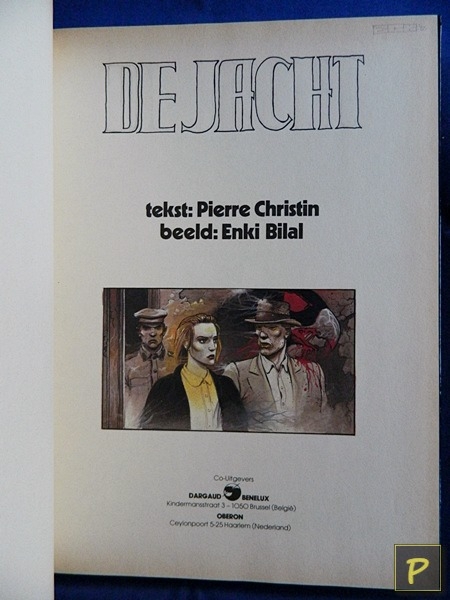 DE JACHT
tekst: Pierre Christin
beeld: Enki Bilal
Co-Uitgevers
DARGAUD BENELUX
Kindermansstraat 3 – 1050 Brussel (België)
OBERON
Ceylonpoort 5-25 Haarlem (Nederland)
P